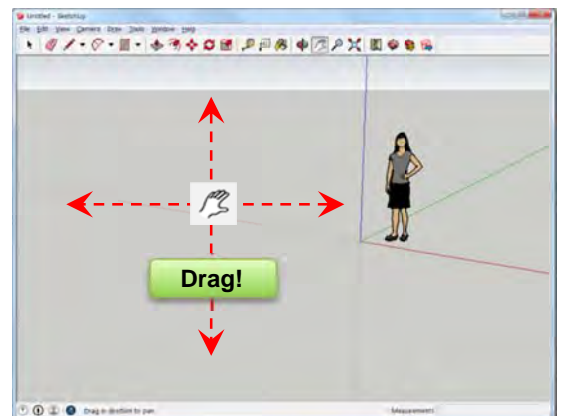 Untitled - SketchUp
File Edit View Camera Draw Tools Window Help
Drag!
Drag in direction to pan
Measurements